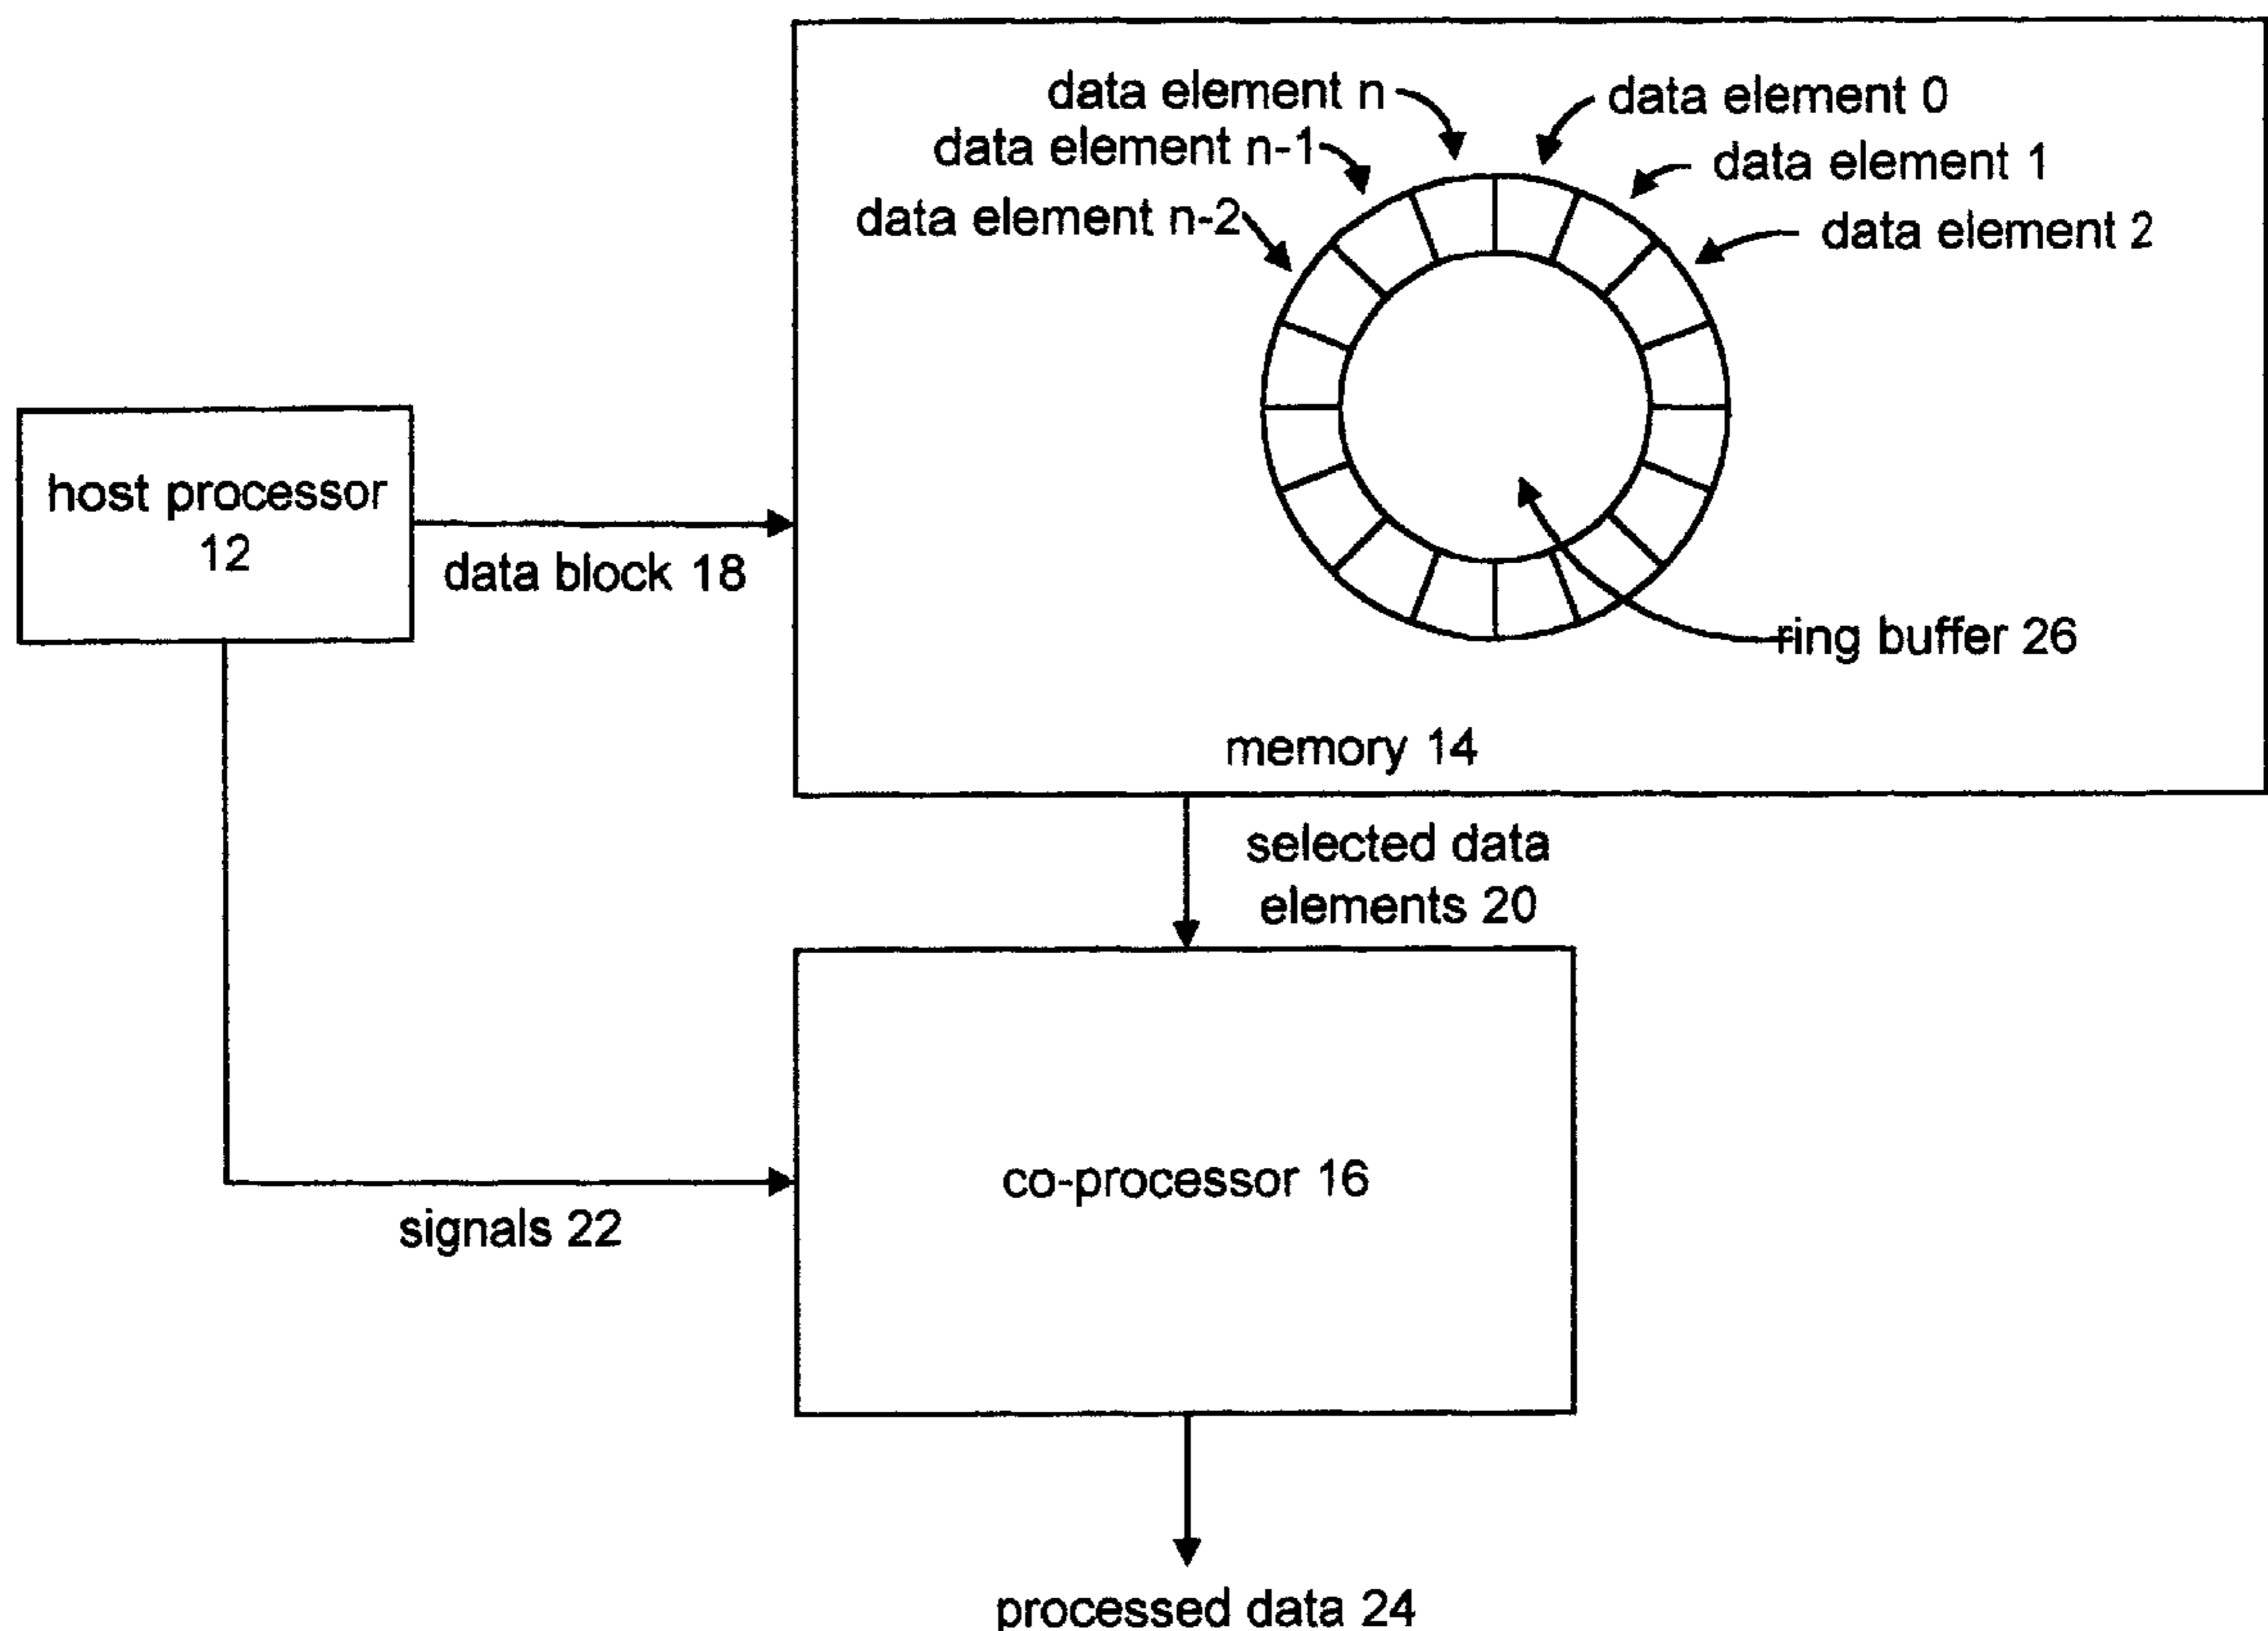 data element n
data element 0
data element n-1
data element 1
data element n-2
data element 2
host processor
12
data block 18
ring buffer 26
memory 14
selected data
elements 20
co-processor 16
signals 22
processed data 24